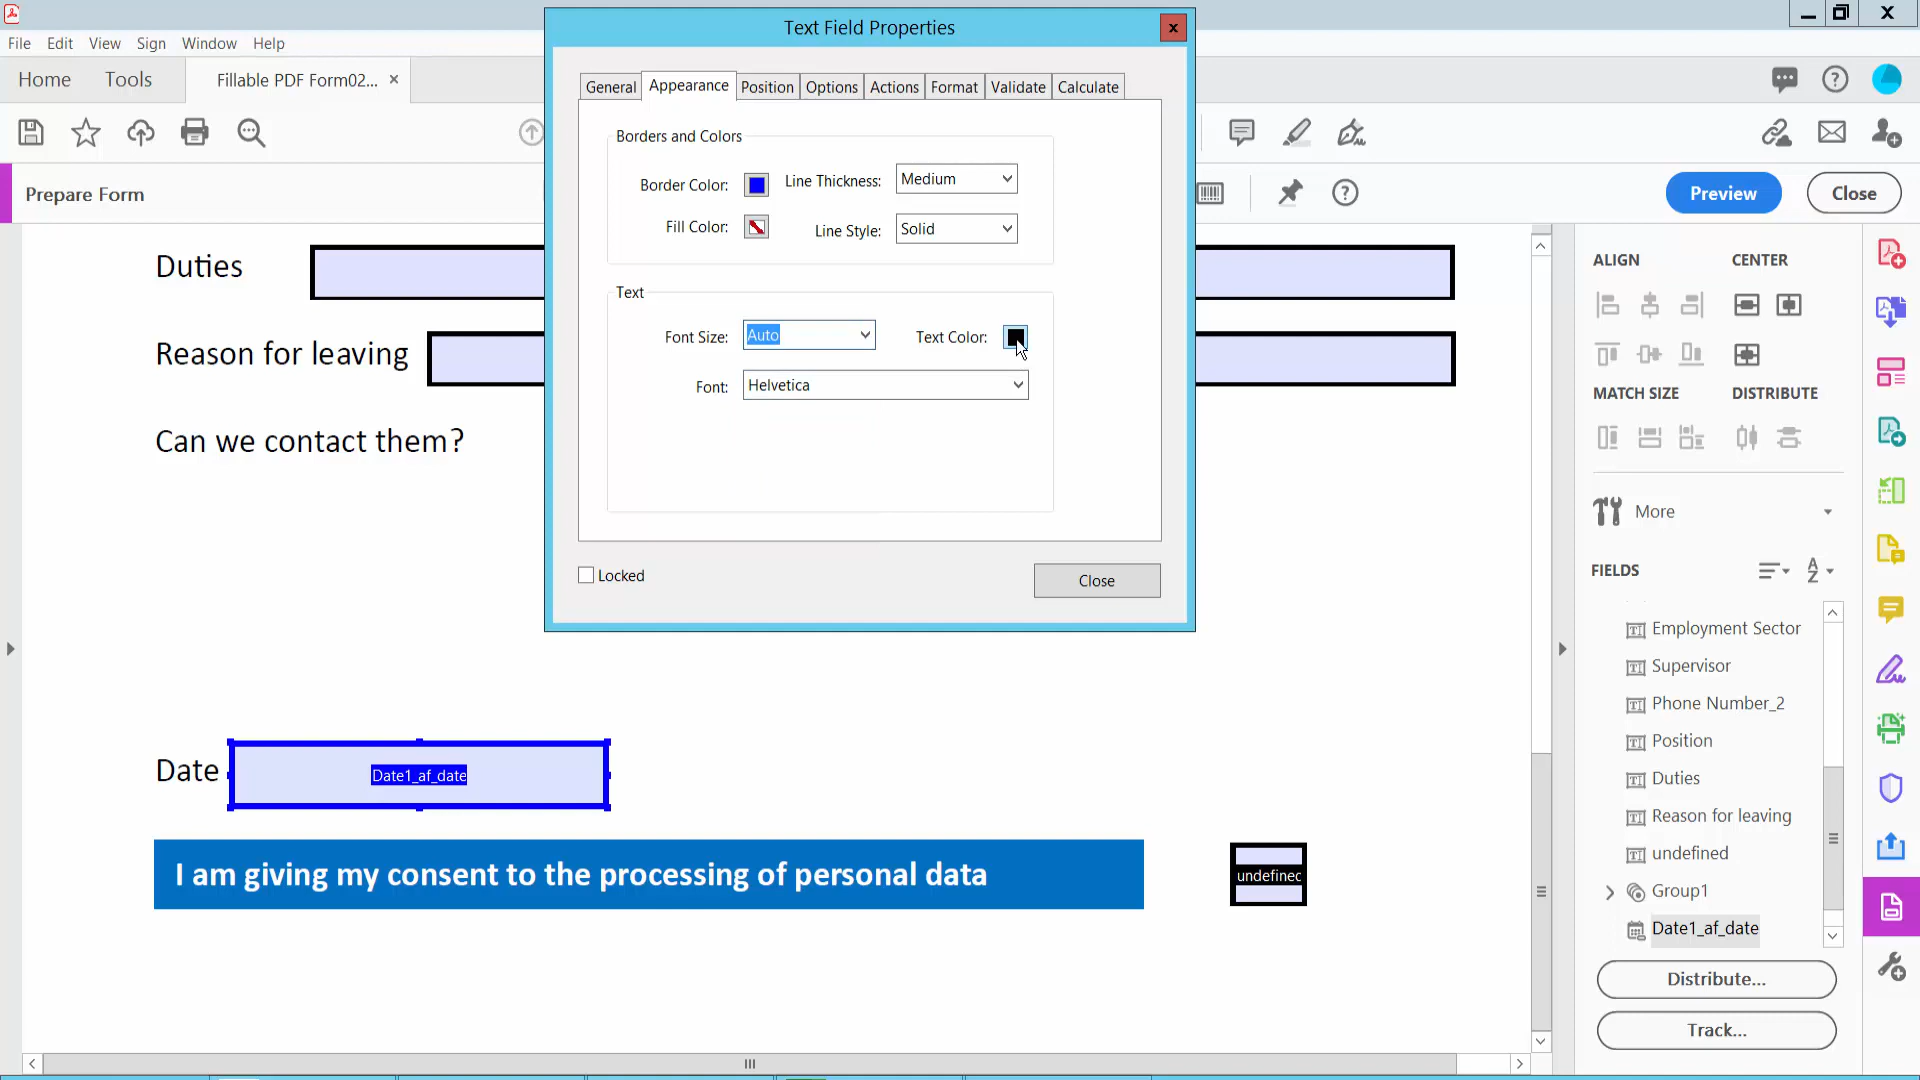 Text Field Properties
x
File Edit View Sign Window Help
Home Tools Fillable PDF Form02... ×
General Appearance Position Options Actions Format Validate Calculate
Borders and Colors
Border Color: Line Thickness: Medium
Fill Color: Line Style: Solid
Text
Font Size: Auto Text Color:
Font: Helvetica
Locked
Close
Prepare Form
Preview Close
Duties
Reason for leaving
Can we contact them?
Date Date1_af_date
I am giving my consent to the processing of personal data
undefined
ALIGN CENTER
MATCH SIZE DISTRIBUTE
More
FIELDS
Employment Sector
Supervisor
Phone Number_2
Position
Duties
Reason for leaving
undefined
Group1
Date1_af_date
Distribute...
Track...